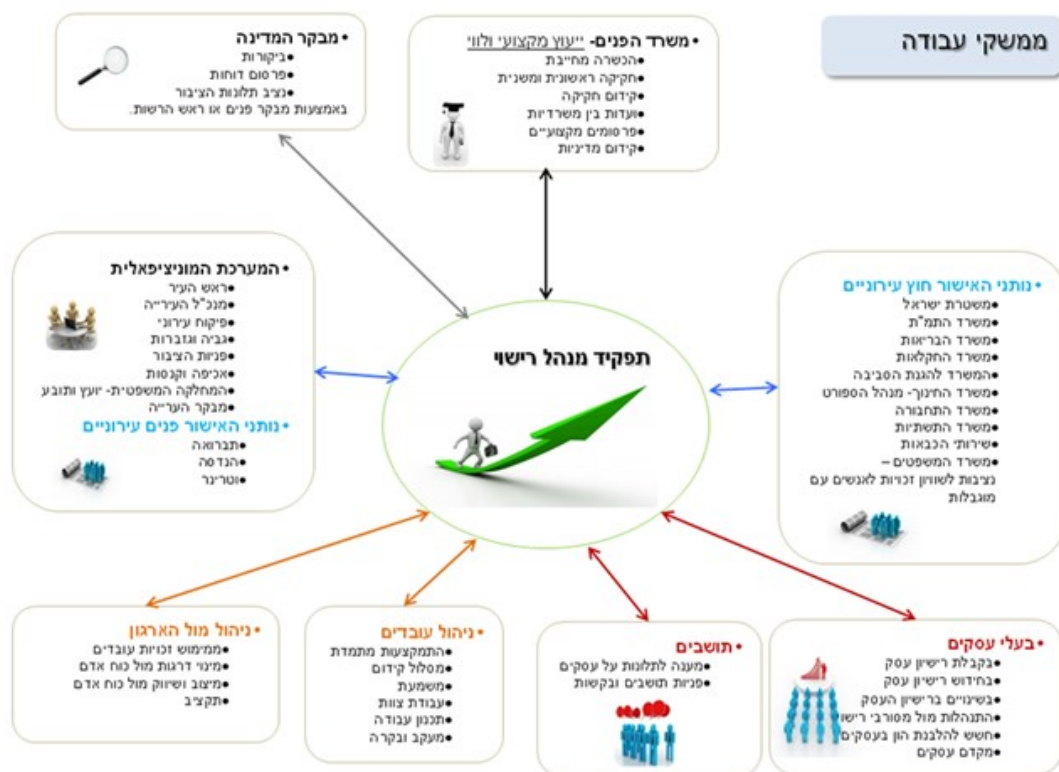 ממשקי עבודה
• משרד הפנים- ייעוץ מקצועי ולווי
●הכשרה מחייבת
●חקיקה ראשונית ומשנית
●קידום חקיקה
●ועדות בין משרדיות
●פרסומים מקצועיים
●קידום מדיניות
• מבקר המדינה
●ביקורות
●פרסום דוחות
●נציב תלונות הציבור
באמצעות מבקר פנים או ראש הרשות.
• נותני האישור חוץ עירוניים
●משטרת ישראל
●משרד התמ"ת
●משרד הבריאות
●משרד החקלאות
●המשרד להגנת הסביבה
●משרד החינוך- מנהל הספורט
●משרד התחבורה
●משרד התשתיות
●שירותי הכבאות
●משרד המשפטים –
נציבות לשוויון זכויות לאנשים עם
מוגבלות
תפקיד מנהל רישוי
• המערכת המוניציפאלית
●ראש העיר
●מנכ"ל העירייה
●פיקוח עירוני
●גביה וגזברות
●פניות הציבור
●אכיפה וקנסות
●המחלקה המשפטית- יועץ ותובע
●מבקר הערייה
• נותני האישור פנים עירוניים
●תברואה
●הנדסה
●וטרינר
• בעלי עסקים
●בקבלת רישיון עסק
●בחידוש רישיון עסק
●בשינויים ברישיון העסק
●התנהלות מול מסורבי רישוי
●חשש להלבנת הון בעסקים
●מקדם עסקים
• תושבים
●מענה לתלונות על עסקים
●פניות תושבים ובקשות
• ניהול עובדים
●התמקצעות מתמדת
●מסלול קידום
●משמעת
●עבודת צוות
●תכנון עבודה
●מעקב ובקרה
• ניהול מול הארגון
●ממימוש זכויות עובדים
●מינוי דרגות מול כוח אדם
●מיצוב ושיווק מול כוח אדם
●תקציב